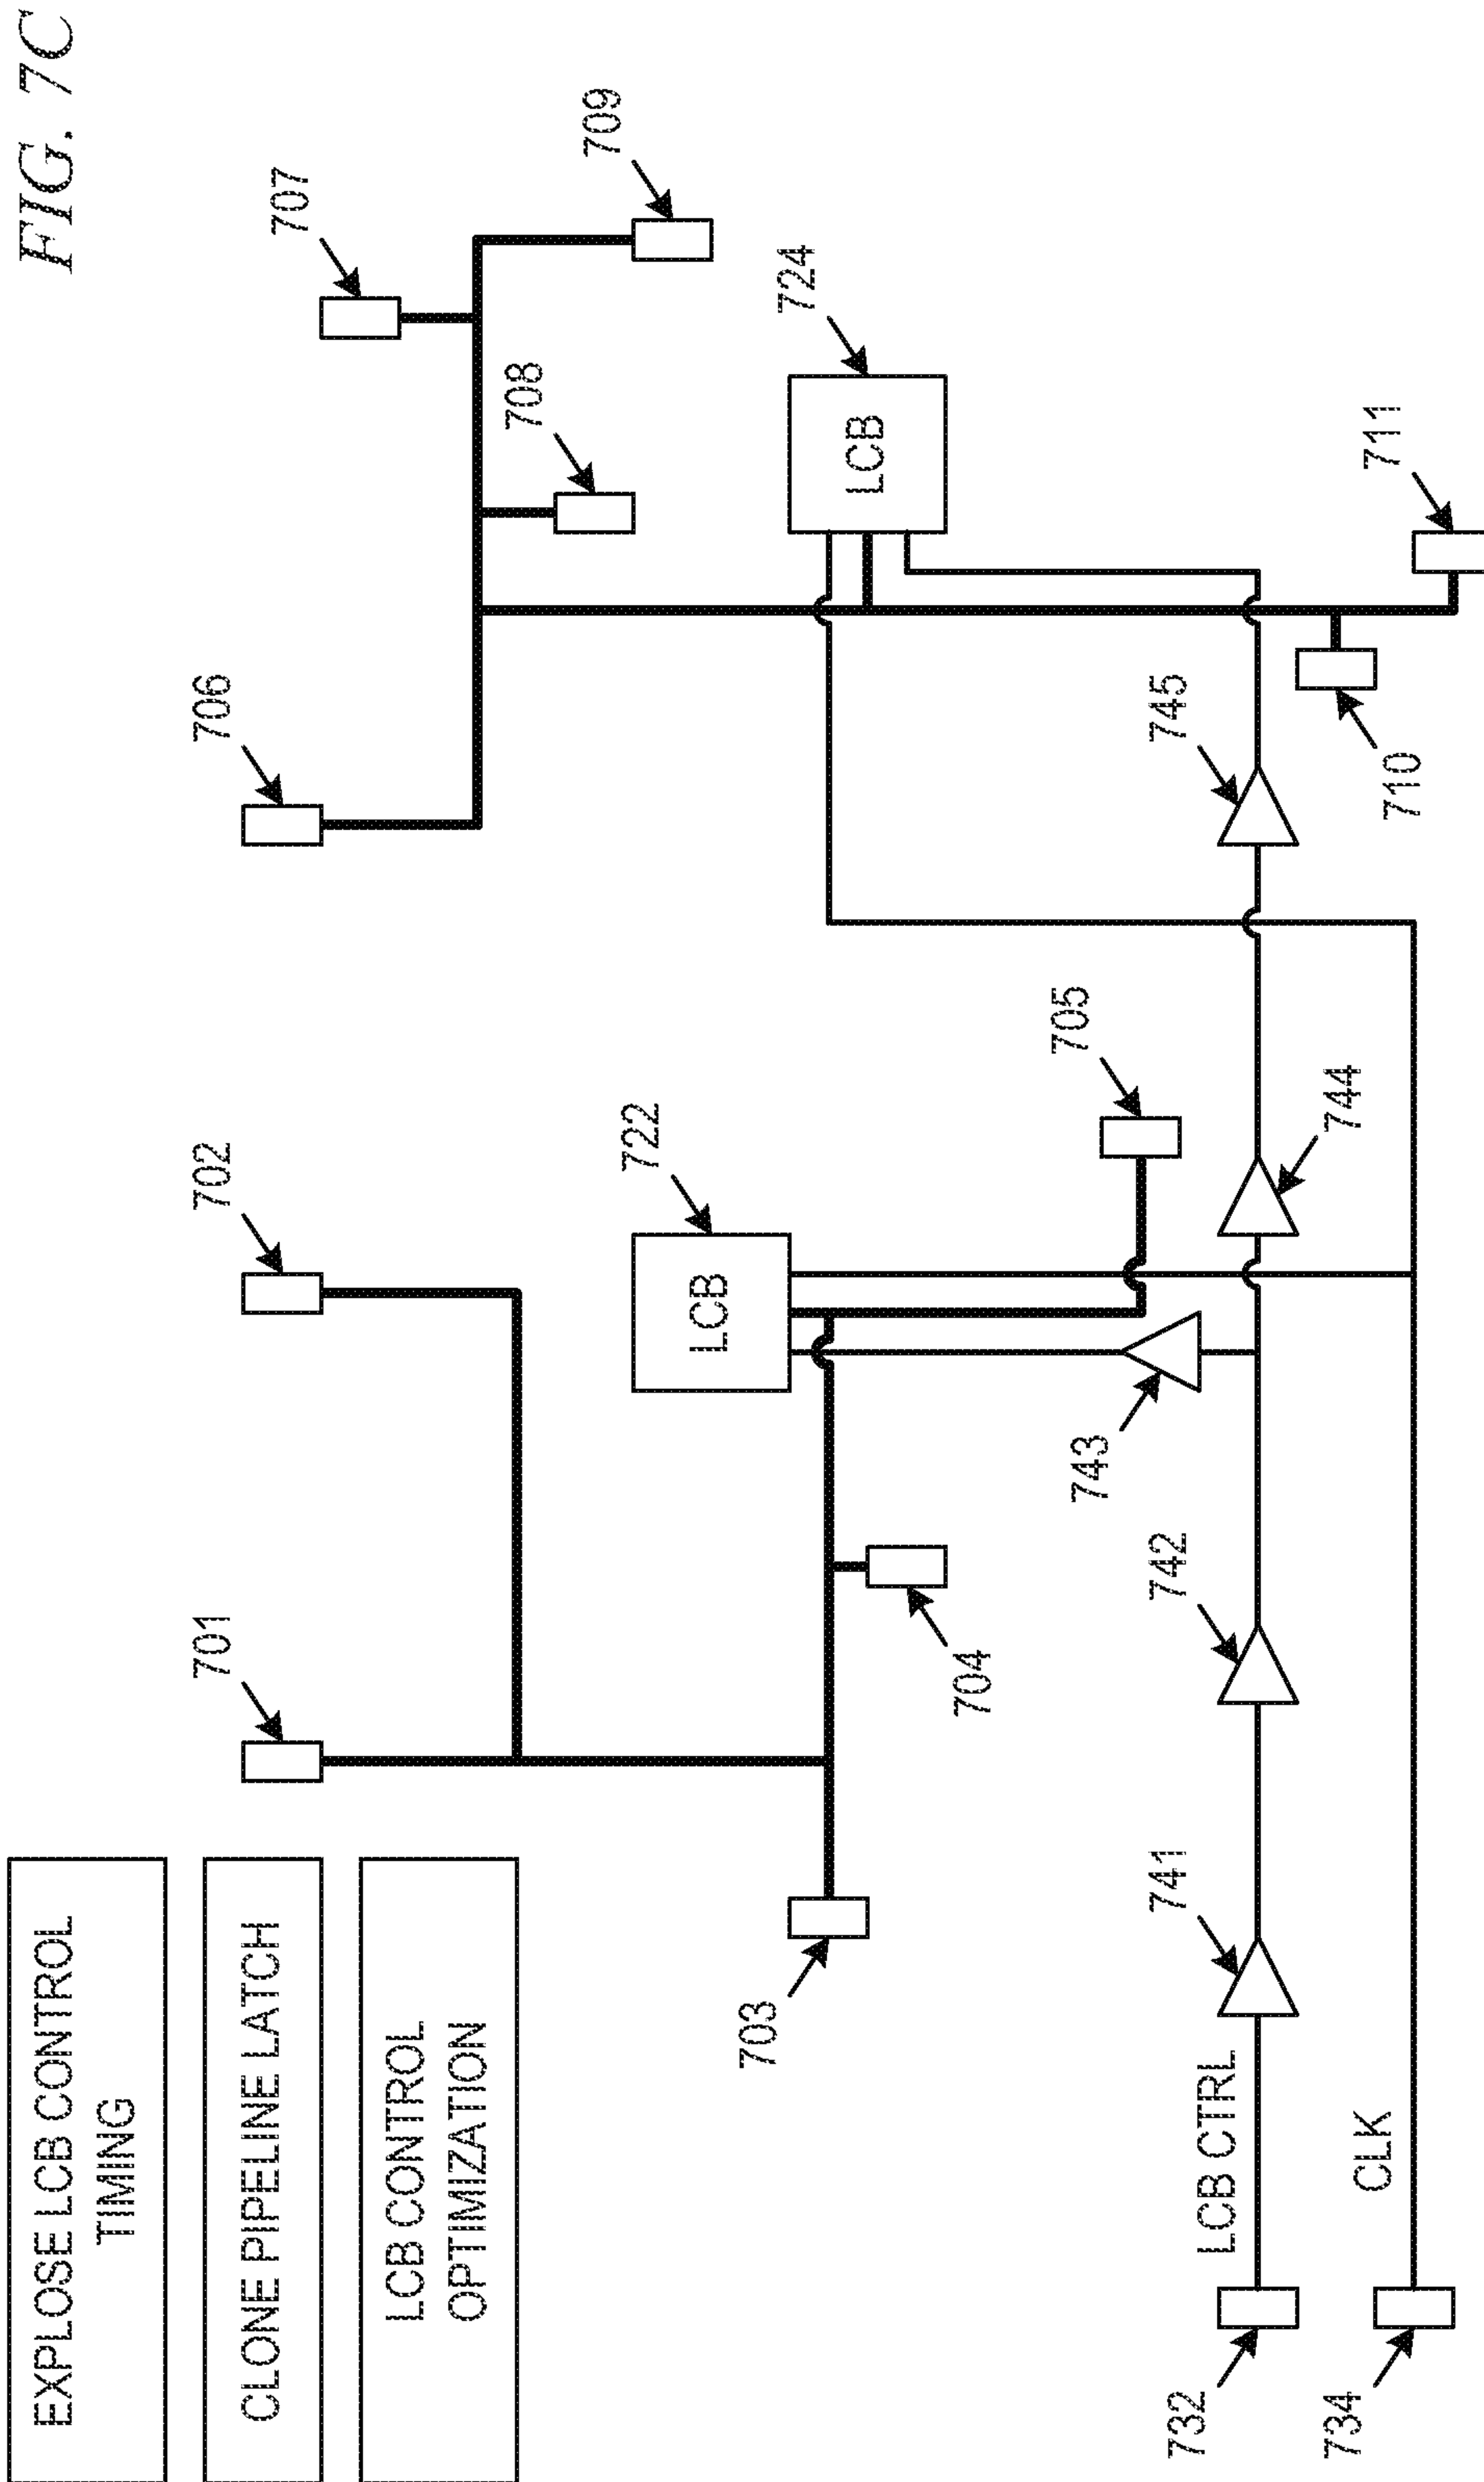 FIG. 7C
EXPLOSE LCB CONTROL
TIMING
CLONE PIPELINE LATCH
LCB CONTROL
OPTIMIZATION
701
702
706
707
708
709
703
704
LCB
722
705
LCB
724
743
741
742
744
745
710
711
732
LCB CTRL
734
CLK